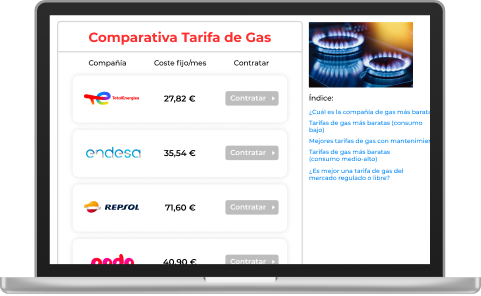 Comparativa Tarifa de Gas
Compañía Coste fijo/mes Contratar
TotalEnergies 27,82 € Contratar
endesa 35,54 € Contratar
REPSOL 71,60 € Contratar
40,90 €
Índice:
¿Cuál es la compañía de gas más barata
Tarifas de gas más baratas (consumo
bajo)
Mejores tarifas de gas con mantenimien
Tarifas de gas más baratas
(consumo medio-alto)
¿Es mejor una tarifa de gas del
mercado regulado o libre?